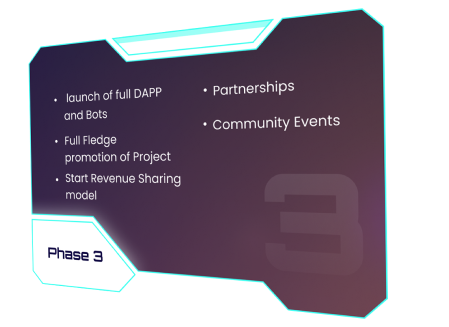 • launch of full DAPP
and Bots
• Full Fledge
promotion of Project
• Start Revenue Sharing
model
• Partnerships
• Community Events
3
Phase 3